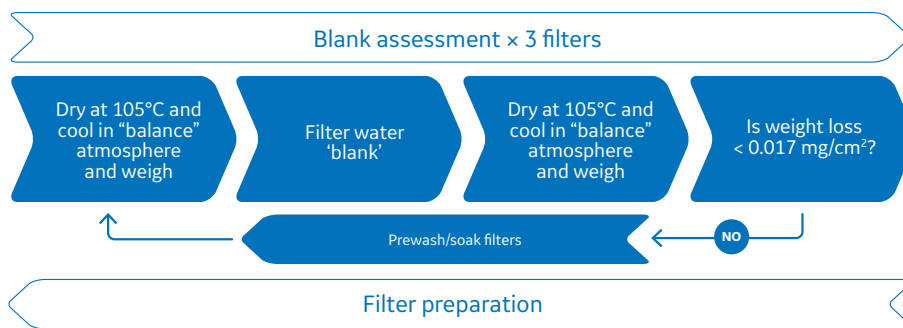 Blank assessment × 3 filters
Dry at 105°C and
cool in “balance”
atmosphere
and weigh
Filter water
‘blank’
Dry at 105°C and
cool in “balance”
atmosphere
and weigh
Is weight loss
< 0.017 mg/cm²?
Prewash/soak filters
NO
Filter preparation